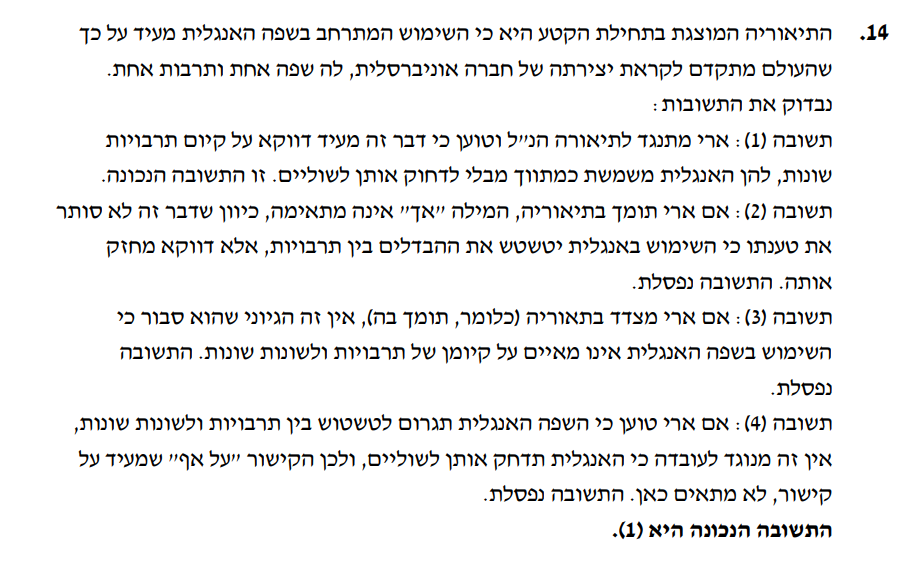 14. התיאוריה המוצגת בתחילת הקטע היא כי השימוש המתרחב בשפה האנגלית מעיד על כך
שהעולם מתקדם לקראת יצירתה של חברה אוניברסלית, לה שפה אחת ותרבות אחת.
נבדוק את התשובות:
תשובה (1): ארי מתנגד לתיאורה הנ"ל וטוען כי דבר זה מעיד דווקא על קיום תרבויות
שונות, להן האנגלית משמשת כמתווך מבלי לדחוק אותן לשוליים. זו התשובה הנכונה.
תשובה (2): אם ארי תומך בתיאוריה, המילה "אך" אינה מתאימה, כיוון שדבר זה לא סותר
את טענתו כי השימוש באנגלית יטשטש את ההבדלים בין תרבויות, אלא דווקא מחזק
אותה. התשובה נפסלת.
תשובה (3): אם ארי מצדד בתאוריה (כלומר, תומך בה), אין זה הגיוני שהוא סבור כי
השימוש בשפה האנגלית אינו מאיים על קיומן של תרבויות ולשונות שונות. התשובה
נפסלת.
תשובה (4): אם ארי טוען כי השפה האנגלית תגרום לטשטוש בין תרבויות ולשונות שונות,
אין זה מנוגד לעובדה כי האנגלית תדחק אותן לשוליים, ולכן הקישור "על אף" שמעיד על
קישור, לא מתאים כאן. התשובה נפסלת.
התשובה הנכונה היא (1).